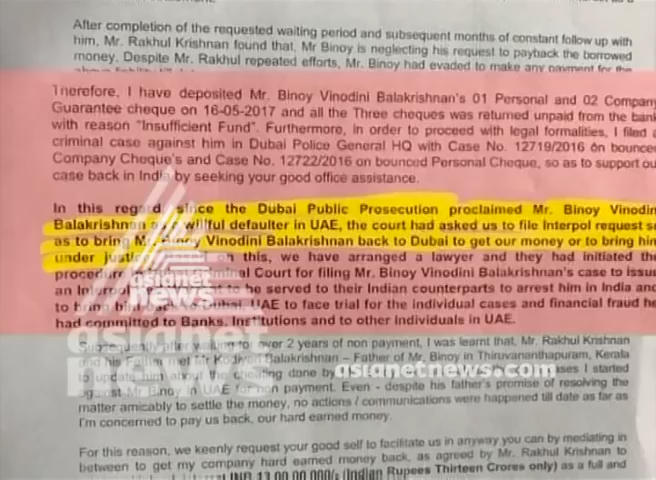 After completion of the requested waiting period and subsequent months of constant follow up with
him, Mr. Rakhul Krishnan found that, Mr Binoy is neglecting his request to payback the borrowed
money. Despite Mr. Rakhul repeated efforts, Mr. Binoy had evaded to make any payment for the
Therefore, I have deposited Mr. Binoy Vinodini Balakrishnan's 01 Personal and 02 Company
Guarantee cheque on 16-05-2017 and all the Three cheques was returned unpaid from the bank
with reason "Insufficient Fund". Furthermore, in order to proceed with legal formalities, I filed a
criminal case against him in Dubai Police General HQ with Case No. 12719/2016 on bounced
Company Cheque's and Case No. 12722/2016 on bounced Personal Cheque, so as to support ou
case back in India by seeking your good office assistance.
In this regard since the Dubai Public Prosecution proclaimed Mr. Binoy Vinodin
Balakrishnan willful defaulter in UAE, the court had asked us to file Interpol request s
as to bring Mr. Binoy Vinodini Balakrishnan back to Dubai to get our money or to bring him
under this, we have arranged a lawyer and they had initiated the
Court for filing Mr. Binoy Vinodini Balakrishnan's case to issu
an to be served to their Indian counterparts to arrest him in India and
to UAE to face trial for the individual cases and financial fraud he
had committed to Banks, Institutions and to other Individuals in UAE.
over 2 years of non payment, I was learnt that, Mr. Rakhul Krishnan
and his met Mr Kodiyeri Balakrishnan – Father of Mr. Binoy in Thiruvananthapuram, Kerala
to update him about the done by I started
against Mr Binoy in UAE for non payment. Even - despite his father's promise of resolving the
matter amicably to settle the money, no actions / communications were happened till date as far as
I'm concerned to pay us back, our hard earned money.
For this reason, we keenly request your good self to facilitate us in anyway you can by mediating in
between to get my company hard earned money back, as agreed by Mr. Rakhul Krishnan to
INR 13,00,00,000/- (Indian Rupees Thirteen Crores only) as a full and
asianet
news
asianet
news
asianetnews.com